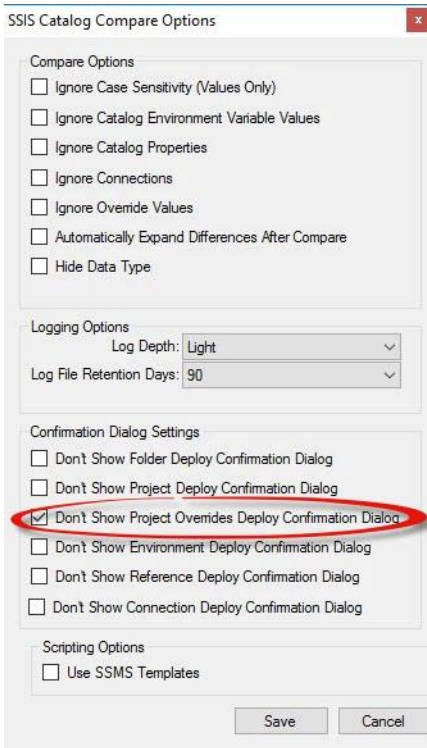 SSIS Catalog Compare Options
x
Compare Options
Ignore Case Sensitivity (Values Only)
Ignore Catalog Environment Variable Values
Ignore Catalog Properties
Ignore Connections
Ignore Override Values
Automatically Expand Differences After Compare
Hide Data Type
Logging Options
Log Depth: Light
Log File Retention Days: 90
Confirmation Dialog Settings
Don't Show Folder Deploy Confirmation Dialog
Don't Show Project Deploy Confirmation Dialog
Don't Show Project Overrides Deploy Confirmation Dialog
Don't Show Environment Deploy Confirmation Dialog
Don't Show Reference Deploy Confirmation Dialog
Don't Show Connection Deploy Confirmation Dialog
Scripting Options
Use SSMS Templates
Save Cancel